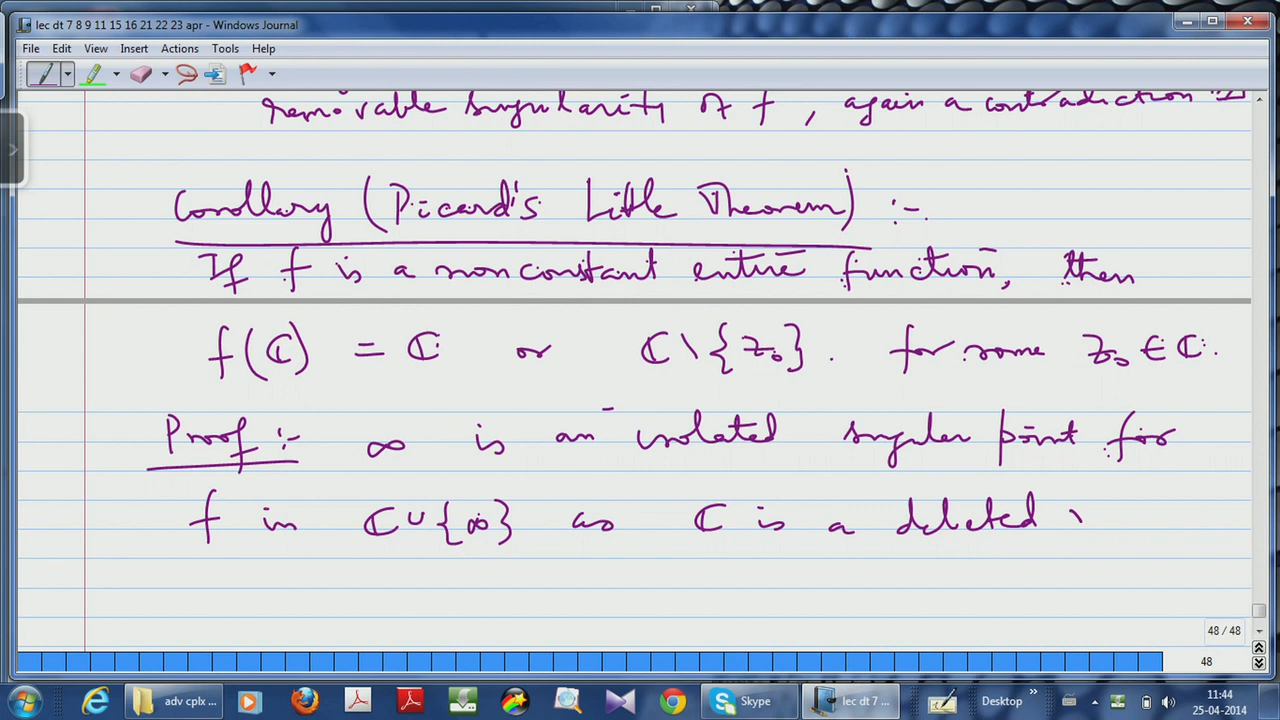 lec dt 7 8 9 11 15 16 21 22 23 apr - Windows Journal
File Edit View Insert Actions Tools Help
removable singularity of f, again a contradiction
Corollary (Picard's Little Theorem) :-
If f is a nonconstant entire function, then
f(ℂ) = ℂ or ℂ \ {z₀}. for some z₀ ∈ ℂ.
Proof :- ∞ is an isolated singular point for
f in ℂ ∪ {∞} as ℂ is a deleted
48 / 48
48
adv cplx ... Skype lec dt 7 ... Desktop » 11:44
25-04-2014